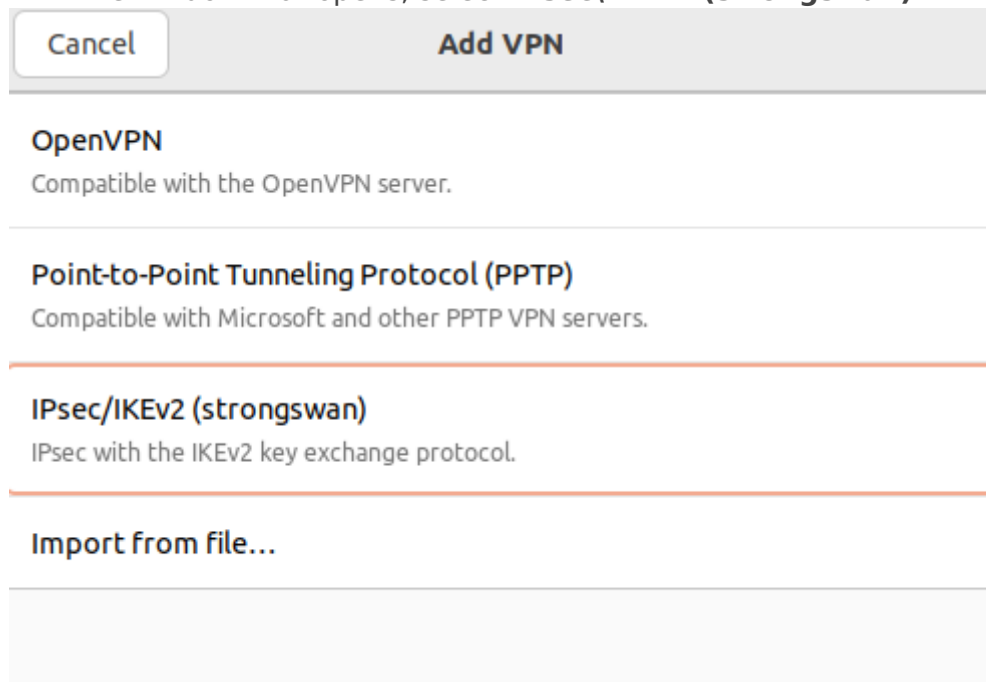 Cancel Add VPN
OpenVPN
Compatible with the OpenVPN server.
Point-to-Point Tunneling Protocol (PPTP)
Compatible with Microsoft and other PPTP VPN servers.
IPsec/IKEv2 (strongswan)
IPsec with the IKEv2 key exchange protocol.
Import from file...